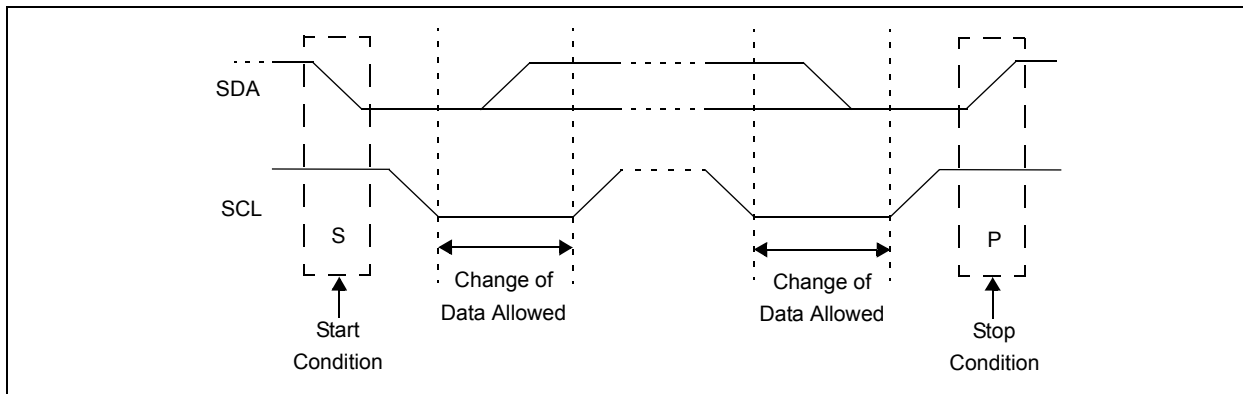 SDA
SCL
S
P
Change of
Data Allowed
Change of
Data Allowed
Start
Condition
Stop
Condition